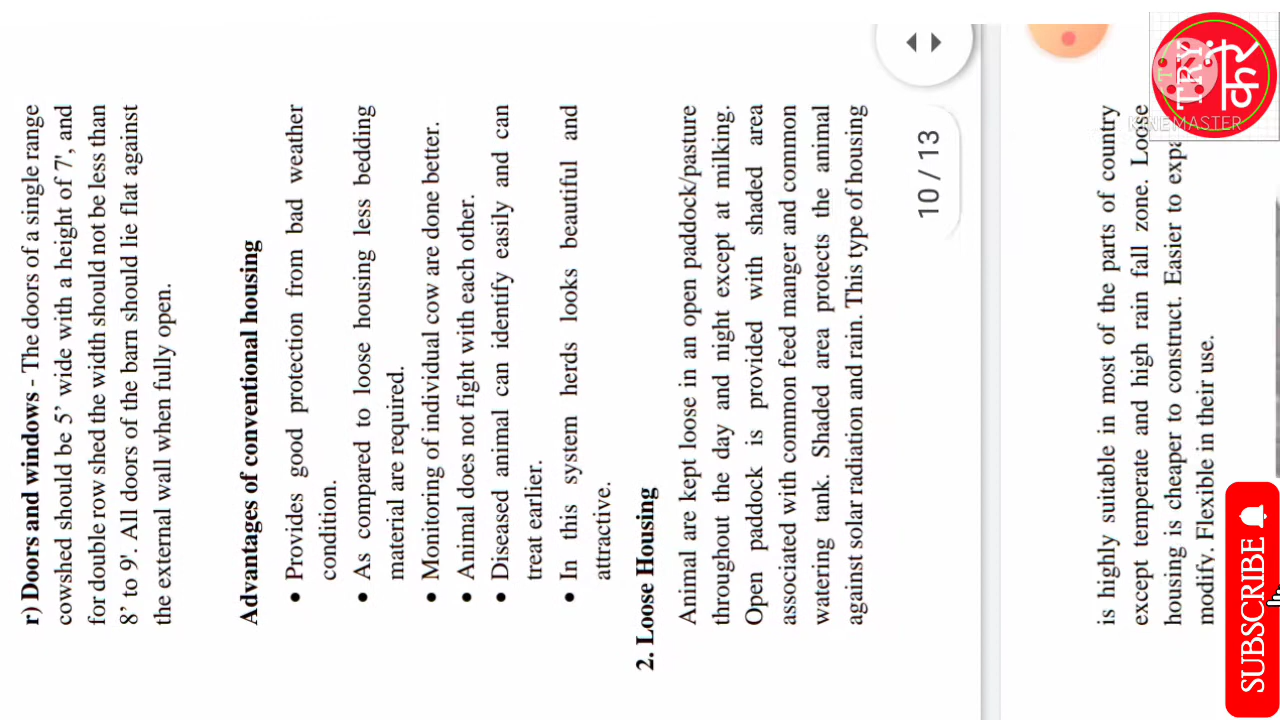 r) Doors and windows - The doors of a single range
cowshed should be 5’ wide with a height of 7', and
for double row shed the width should not be less than
8’ to 9'. All doors of the barn should lie flat against
the external wall when fully open.
Advantages of conventional housing
• Provides good protection from bad weather
condition.
• As compared to loose housing less bedding
material are required.
• Monitoring of individual cow are done better.
• Animal does not fight with each other.
• Diseased animal can identify easily and can
treat earlier.
• In this system herds looks beautiful and
attractive.
2. Loose Housing
Animal are kept loose in an open paddock/pasture
throughout the day and night except at milking.
Open paddock is provided with shaded area
associated with common feed manger and common
watering tank. Shaded area protects the animal
against solar radiation and rain. This type of housing
10 / 13
is highly suitable in most of the parts of country
except temperate and high rain fall zone. Loose
housing is cheaper to construct. Easier to expa
modify. Flexible in their use.
TRY
करें
KINEMASTER
SUBSCRIBE